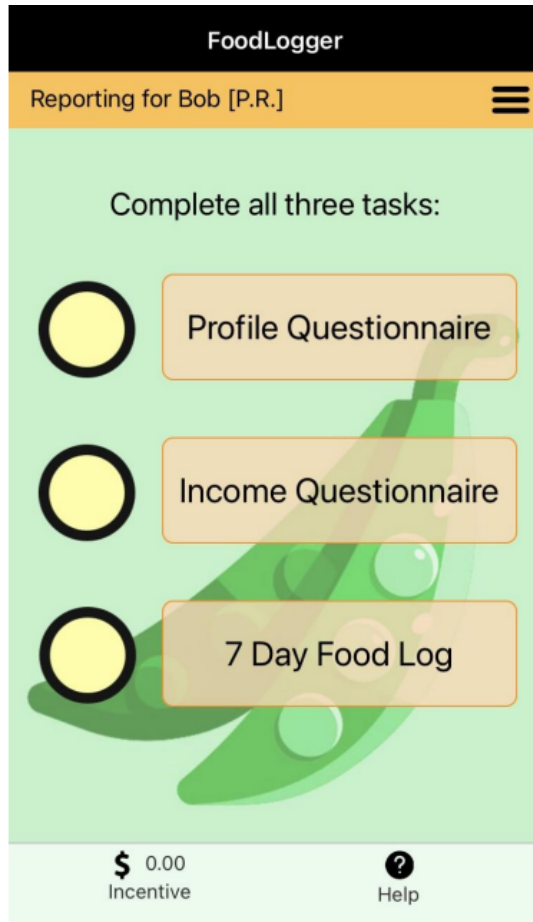 FoodLogger
Reporting for Bob [P.R.]
Complete all three tasks:
Profile Questionnaire
Income Questionnaire
7 Day Food Log
$ 0.00
Incentive
?
Help